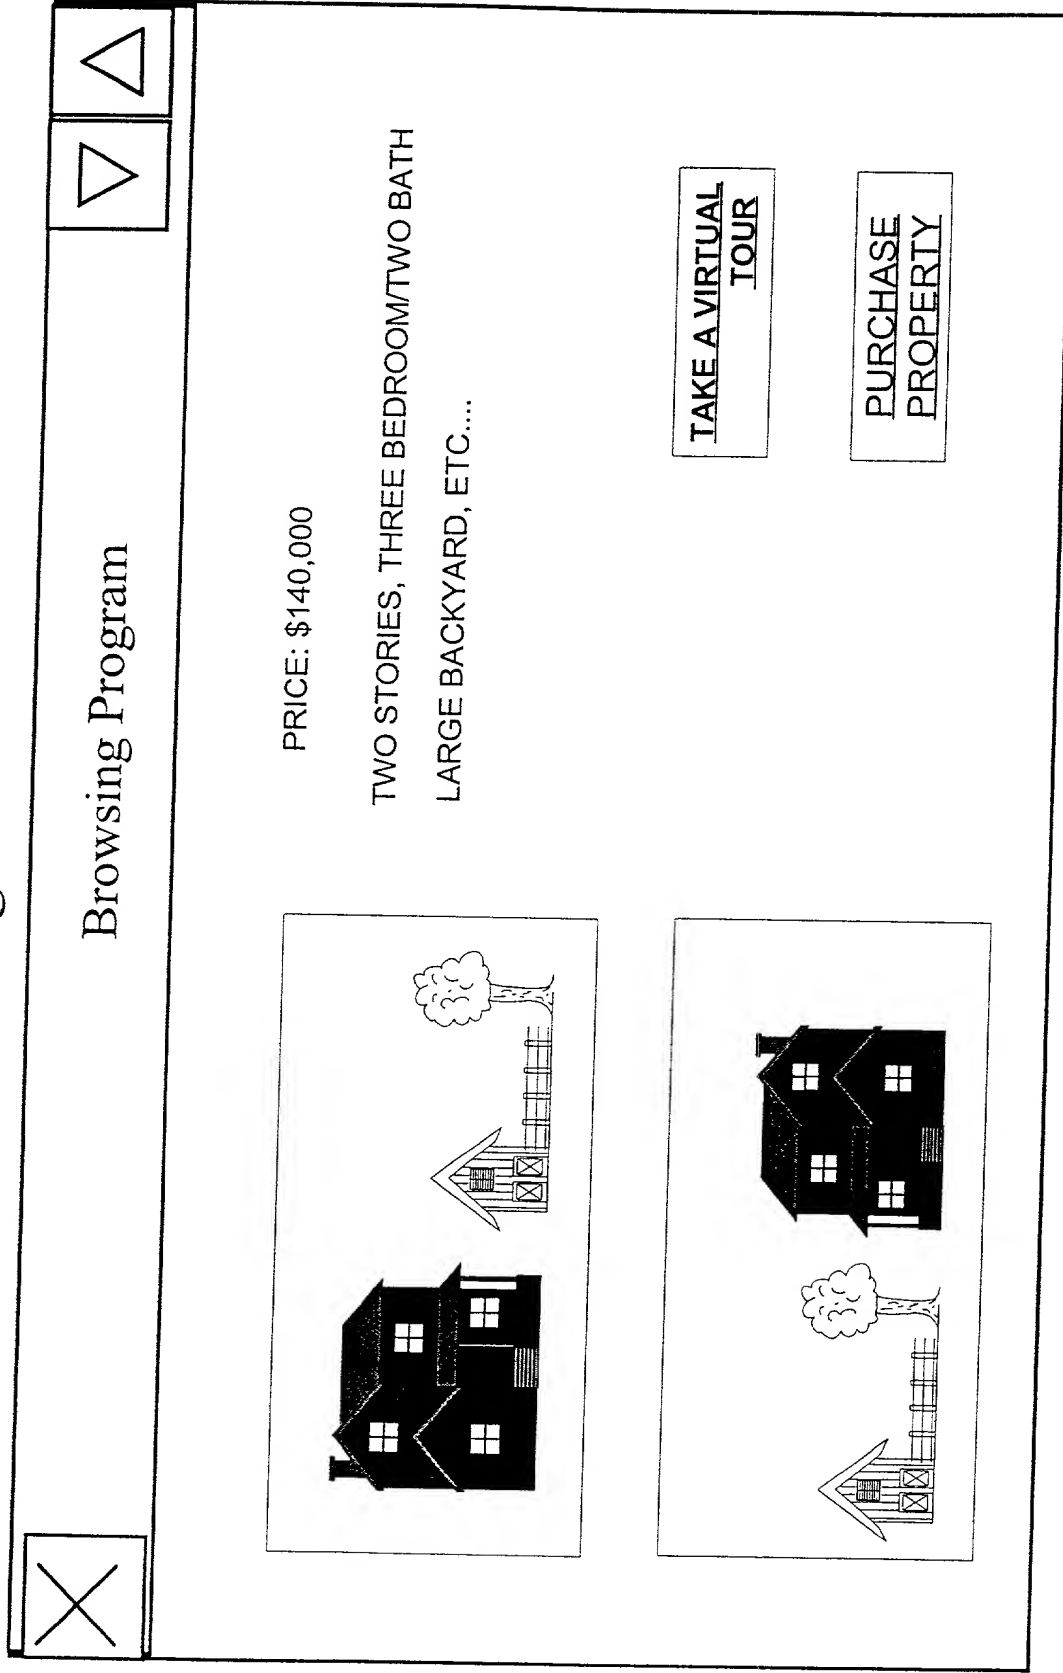 Browsing Program
PRICE: $140,000
TWO STORIES, THREE BEDROOM/TWO BATH
LARGE BACKYARD, ETC....
TAKE A VIRTUAL
TOUR
PURCHASE
PROPERTY